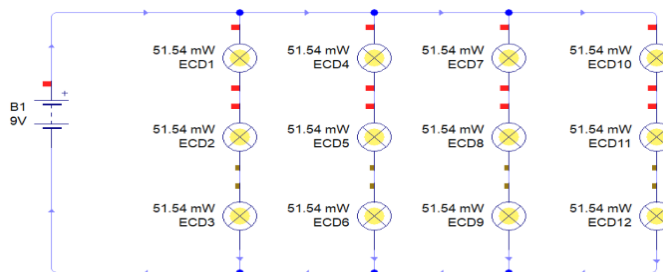 51.54 mW
ECD1
51.54 mW
ECD4
51.54 mW
ECD7
51.54 mW
ECD10
B1
9V
+
51.54 mW
ECD2
51.54 mW
ECD5
51.54 mW
ECD8
51.54 mW
ECD11
51.54 mW
ECD3
51.54 mW
ECD6
51.54 mW
ECD9
51.54 mW
ECD12